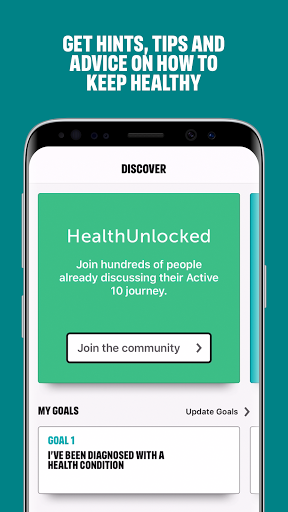 GET HINTS, TIPS AND
ADVICE ON HOW TO
KEEP HEALTHY
DISCOVER
HealthUnlocked
Join hundreds of people
already discussing their Active
10 journey.
Join the community
MY GOALS
Update Goals
GOAL 1
I'VE BEEN DIAGNOSED WITH A
HEALTH CONDITION